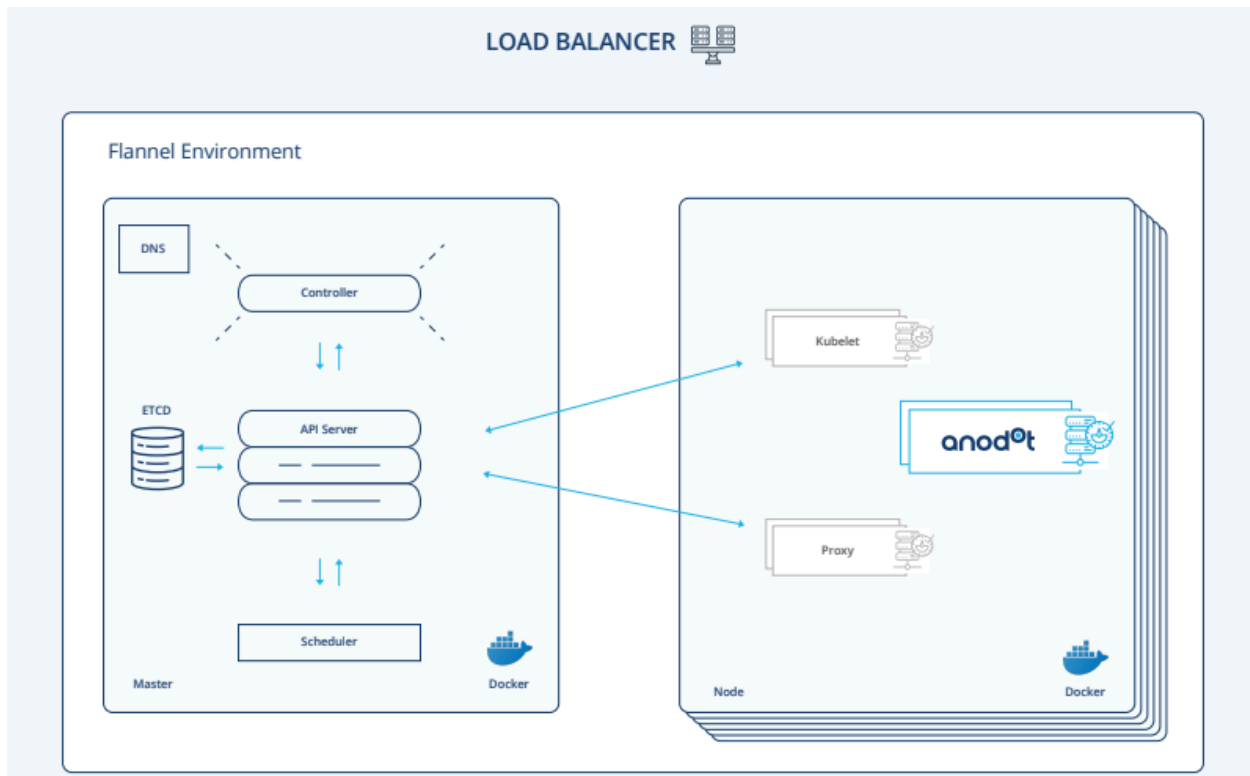 LOAD BALANCER
Flannel Environment
DNS
Controller
ETCD
API Server
Scheduler
Master
Docker
Kubelet
anodot
Proxy
Node
Docker